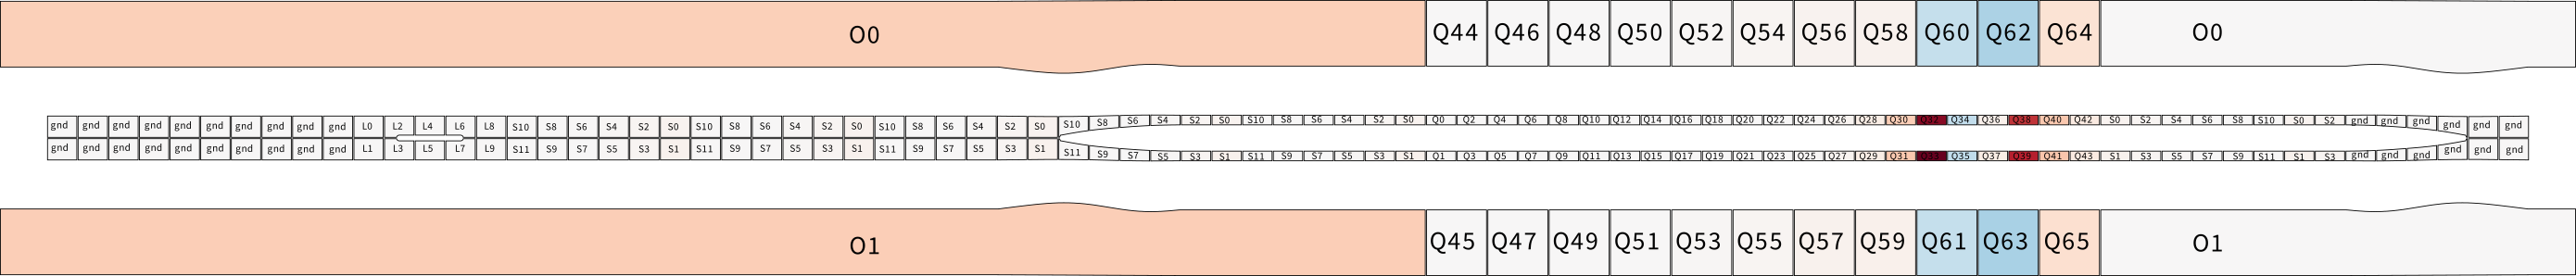 O0 Q44 Q46 Q48 Q50 Q52 Q54 Q56 Q58 Q60 Q62 Q64 O0
gnd gnd gnd gnd gnd gnd gnd gnd gnd gnd L0 L2 L4 L6 L8 S10 S8 S6 S4 S2 S0 S10 S8 S6 S4 S2 S0 S10 S8 S6 S4 S2 S0 S10 S8 S6 S4 S2 S0 S10 S8 S6 S4 S2 S0 Q0 Q2 Q4 Q6 Q8 Q10 Q12 Q14 Q16 Q18 Q20 Q22 Q24 Q26 Q28 Q30 Q32 Q34 Q36 Q38 Q40 Q42 S0 S2 S4 S6 S8 S10 S0 S2 gnd gnd gnd gnd gnd gnd
gnd gnd gnd gnd gnd gnd gnd gnd gnd gnd L1 L3 L5 L7 L9 S11 S9 S7 S5 S3 S1 S11 S9 S7 S5 S3 S1 S11 S9 S7 S5 S3 S1 S11 S9 S7 S5 S3 S1 S11 S9 S7 S5 S3 S1 Q1 Q3 Q5 Q7 Q9 Q11 Q13 Q15 Q17 Q19 Q21 Q23 Q25 Q27 Q29 Q31 Q33 Q35 Q37 Q39 Q41 Q43 S1 S3 S5 S7 S9 S11 S1 S3 gnd gnd gnd gnd gnd gnd
O1 Q45 Q47 Q49 Q51 Q53 Q55 Q57 Q59 Q61 Q63 Q65 O1